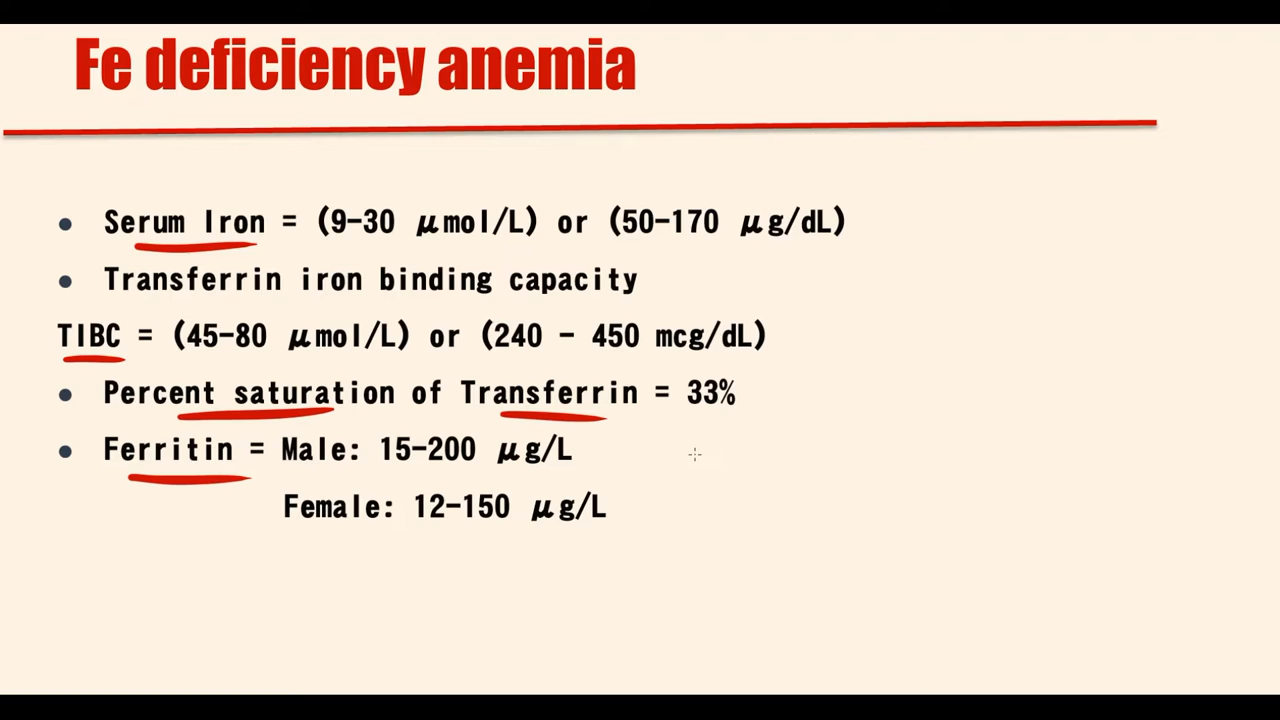 Fe deficiency anemia
• Serum Iron = (9-30 μmol/L) or (50-170 μg/dL)
• Transferrin iron binding capacity
TIBC = (45-80 μmol/L) or (240 - 450 mcg/dL)
• Percent saturation of Transferrin = 33%
• Ferritin = Male: 15-200 μg/L
Female: 12-150 μg/L